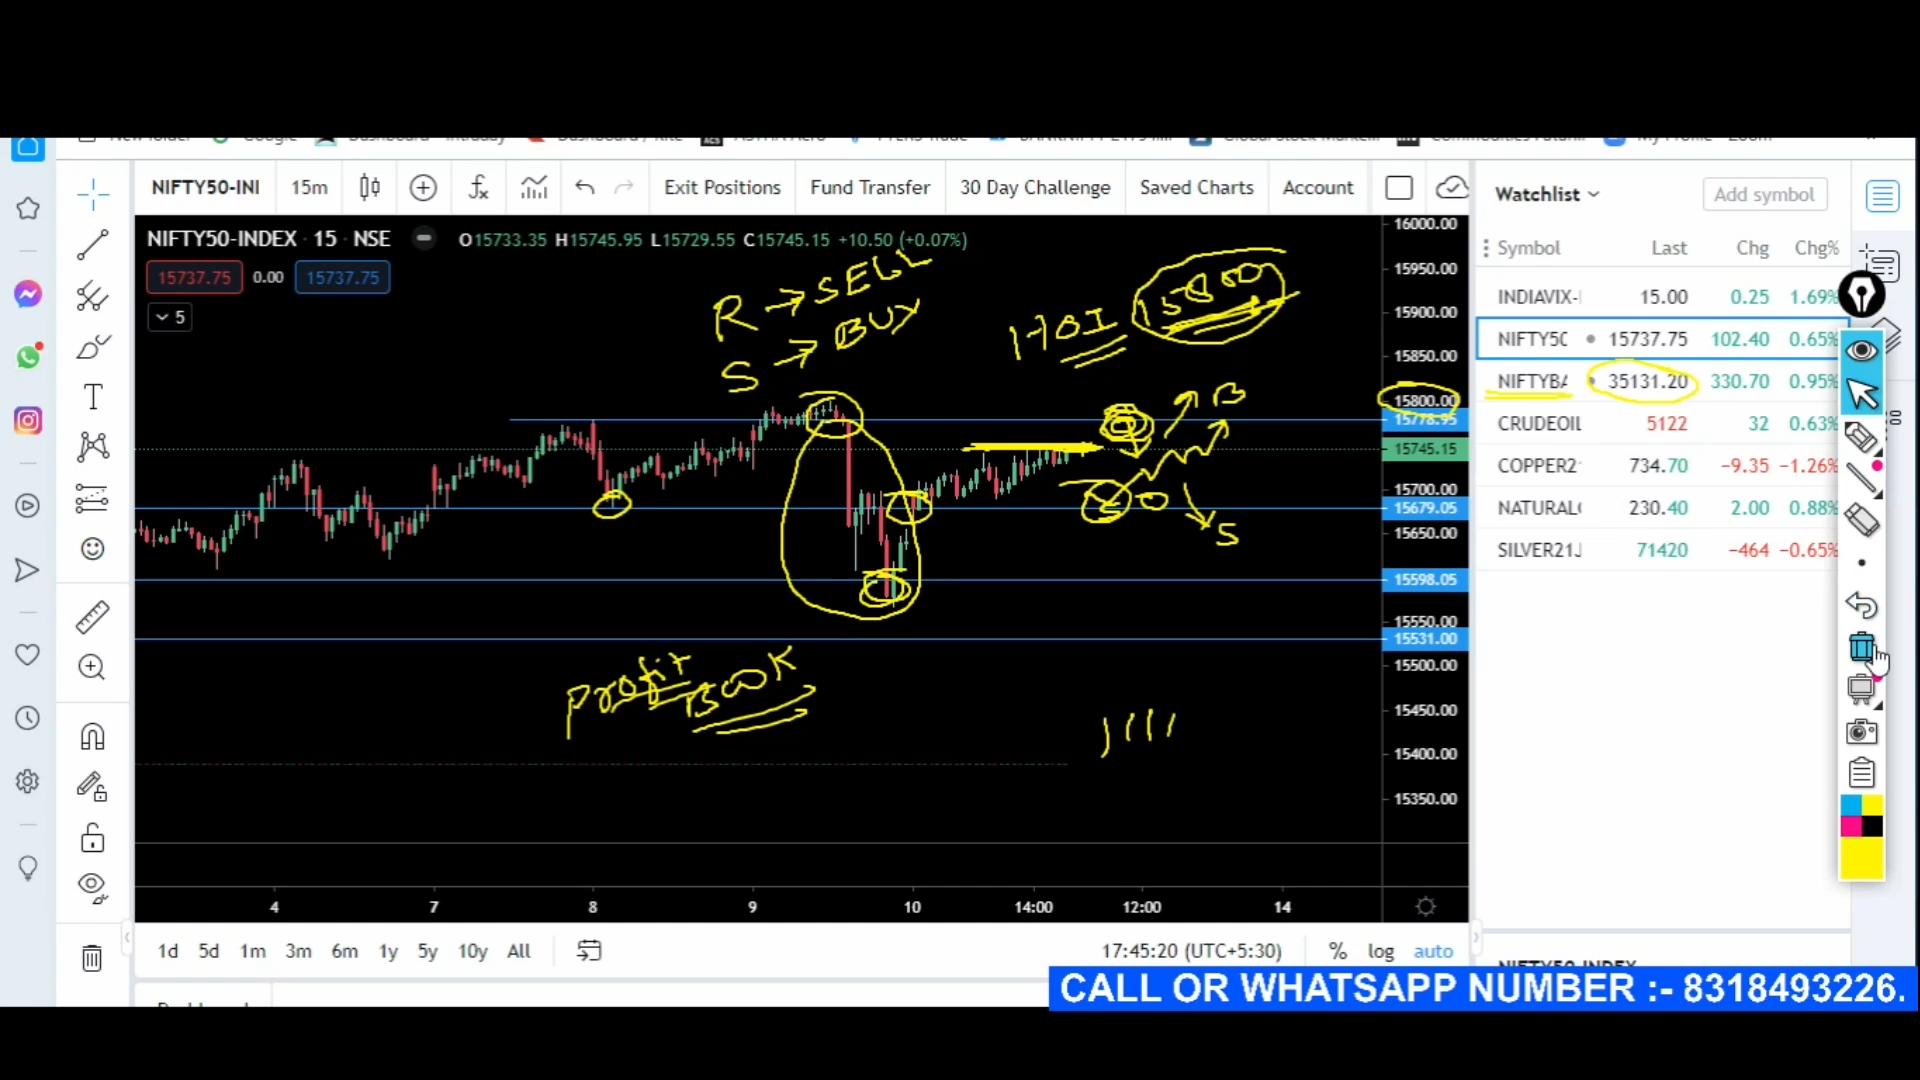 NIFTY50-INI 15m Exit Positions Fund Transfer 30 Day Challenge Saved Charts Account
Watchlist Add symbol
NIFTY50-INDEX · 15 · NSE O15733.35 H15745.95 L15729.55 C15745.15 +10.50 (+0.07%)
15737.75 0.00 15737.75
5
R → SELL
S → BUY
15800
B
S
profit
BOOK
16000.00
15950.00
15900.00
15850.00
15800.00
15778.95
15745.15
15700.00
15679.05
15650.00
15598.05
15550.00
15531.00
15500.00
15450.00
15400.00
15350.00
4 7 8 9 10 14:00 12:00 14
1d 5d 1m 3m 6m 1y 5y 10y All 17:45:20 (UTC+5:30) % log auto
Symbol Last Chg Chg%
INDIAVIX- 15.00 0.25 1.69%
NIFTY50 15737.75 102.40 0.65%
NIFTYBA 35131.20 330.70 0.95%
CRUDEOIL 5122 32 0.63%
COPPER2 734.70 −9.35 −1.26%
NATURALG 230.40 2.00 0.88%
SILVER21J 71420 −464 −0.65%
CALL OR WHATSAPP NUMBER :- 8318493226.